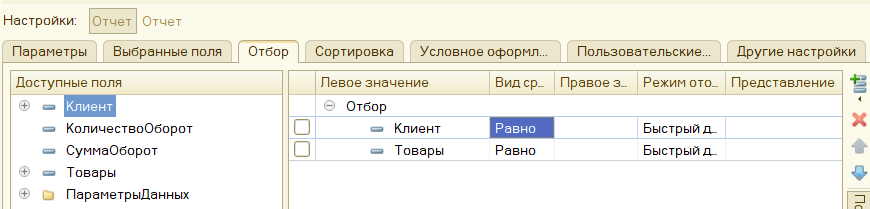 Настройки: Отчет Отчет
Параметры Выбранные поля Отбор Сортировка Условное оформл... Пользовательские... Другие настройки
Доступные поля
Клиент
КоличествоОборот
СуммаОборот
Товары
ПараметрыДанных
Левое значение Вид ср... Правое з... Режим ото... Представление
Отбор
Клиент Равно Быстрый д...
Товары Равно Быстрый д...
По